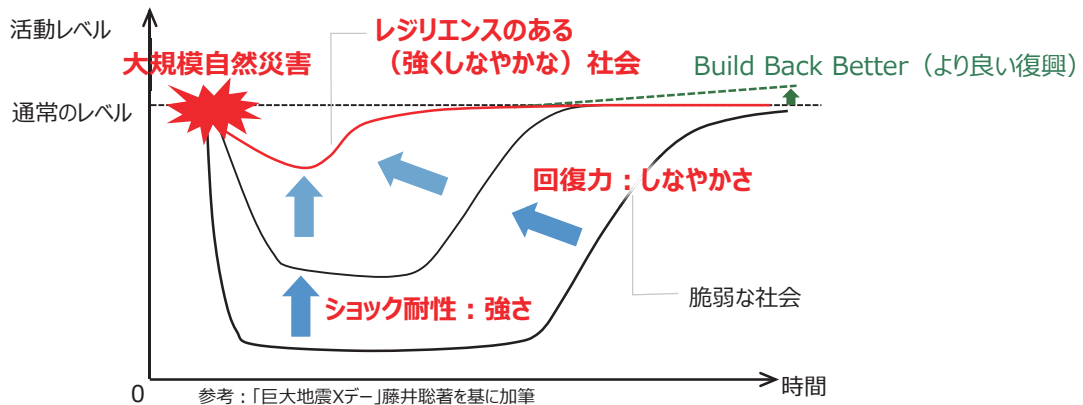 活動レベル
大規模自然災害
レジリエンスのある
（強くしなやかな）社会
Build Back Better（より良い復興）
通常のレベル
回復力：しなやかさ
ショック耐性：強さ
脆弱な社会
時間
0
参考：「巨大地震Xデー」藤井聡著を基に加筆